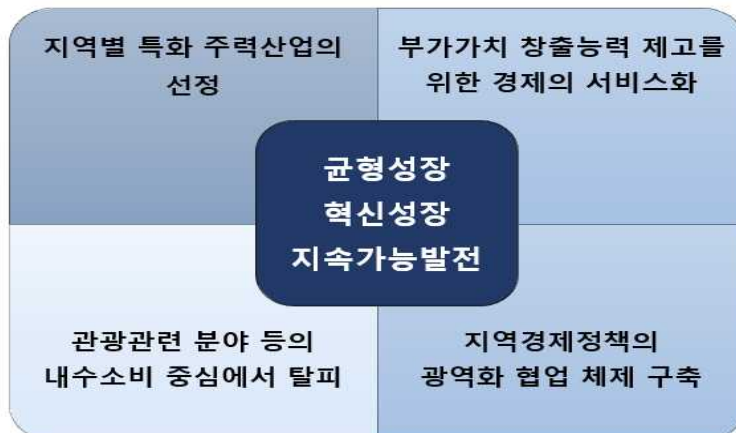 지역별 특화 주력산업의
선정
부가가치 창출능력 제고를
위한 경제의 서비스화
균형성장
혁신성장
지속가능발전
관광관련 분야 등의
내수소비 중심에서 탈피
지역경제정책의
광역화 협업 체제 구축